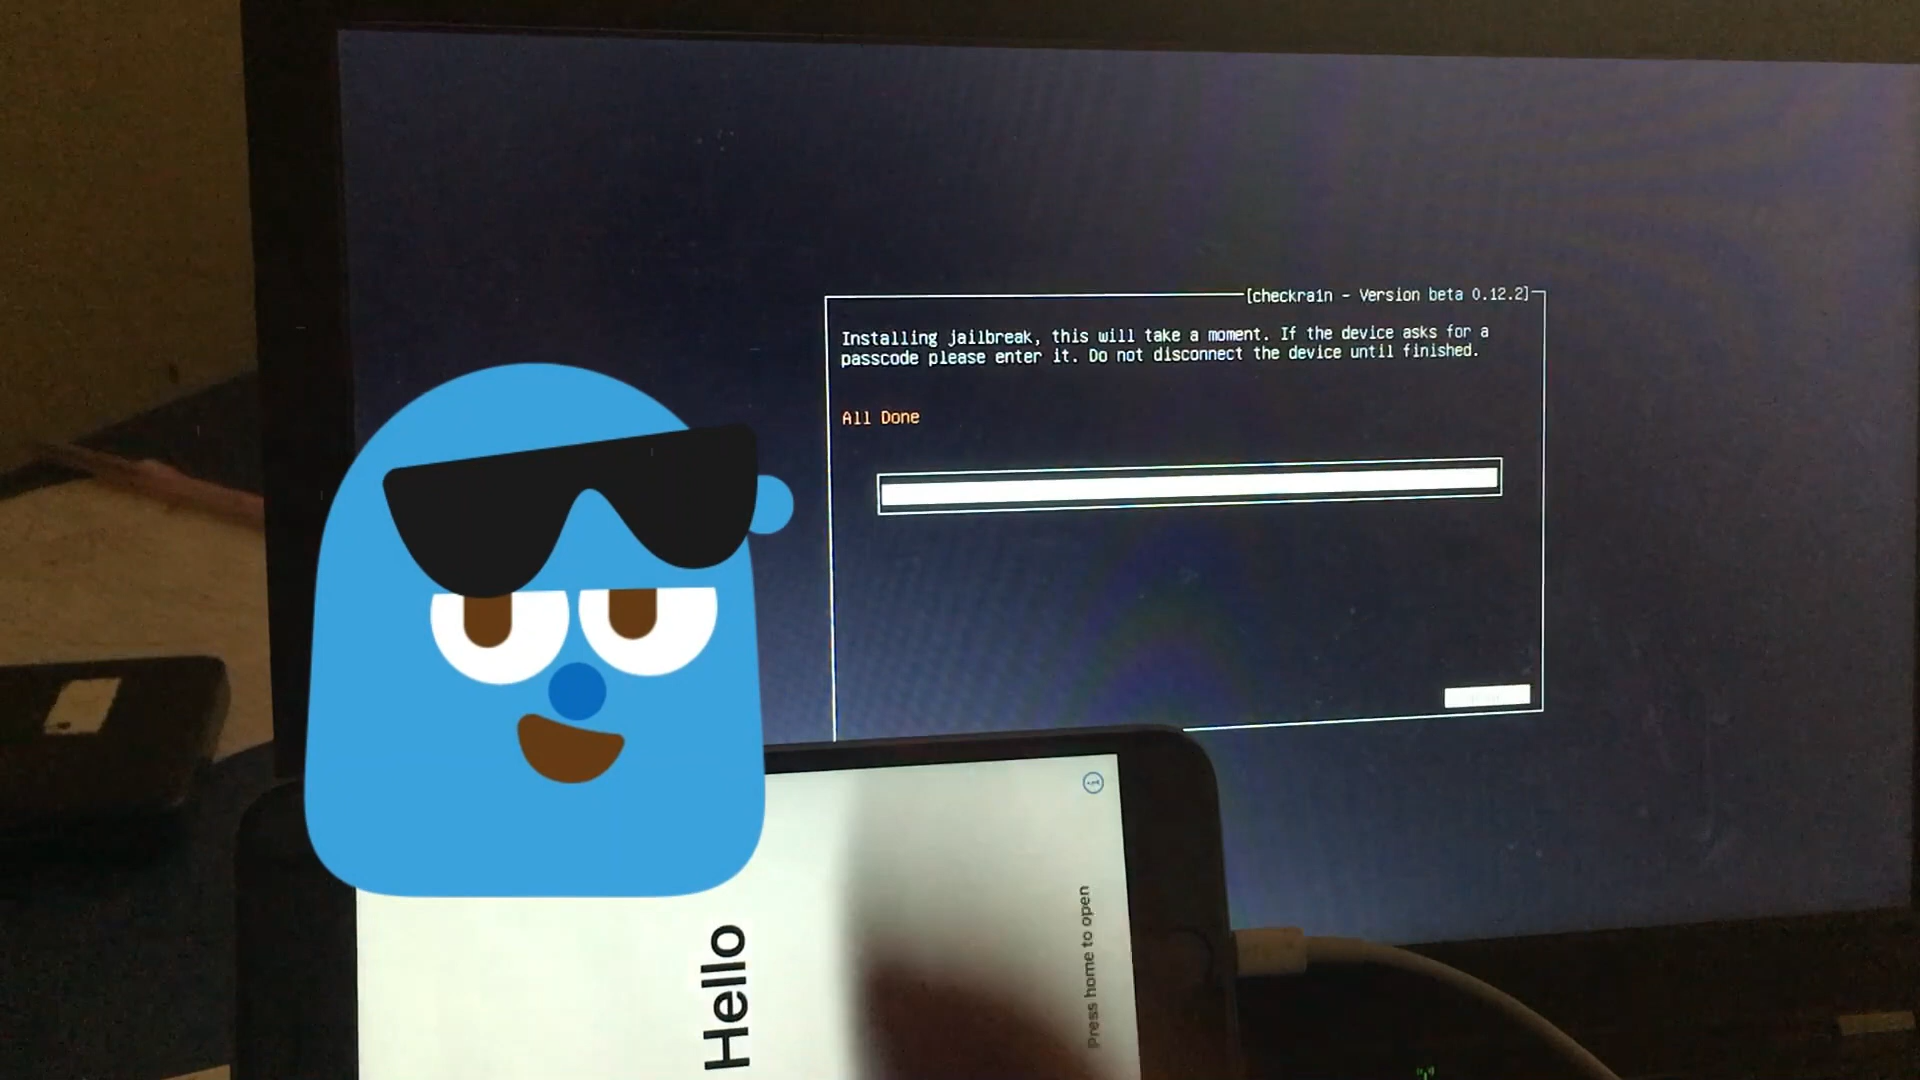 [checkra1n - Version beta 0.12.2]
Installing jailbreak, this will take a moment. If the device asks for a
passcode please enter it. Do not disconnect the device until finished.
All Done
Hello
Press home to open